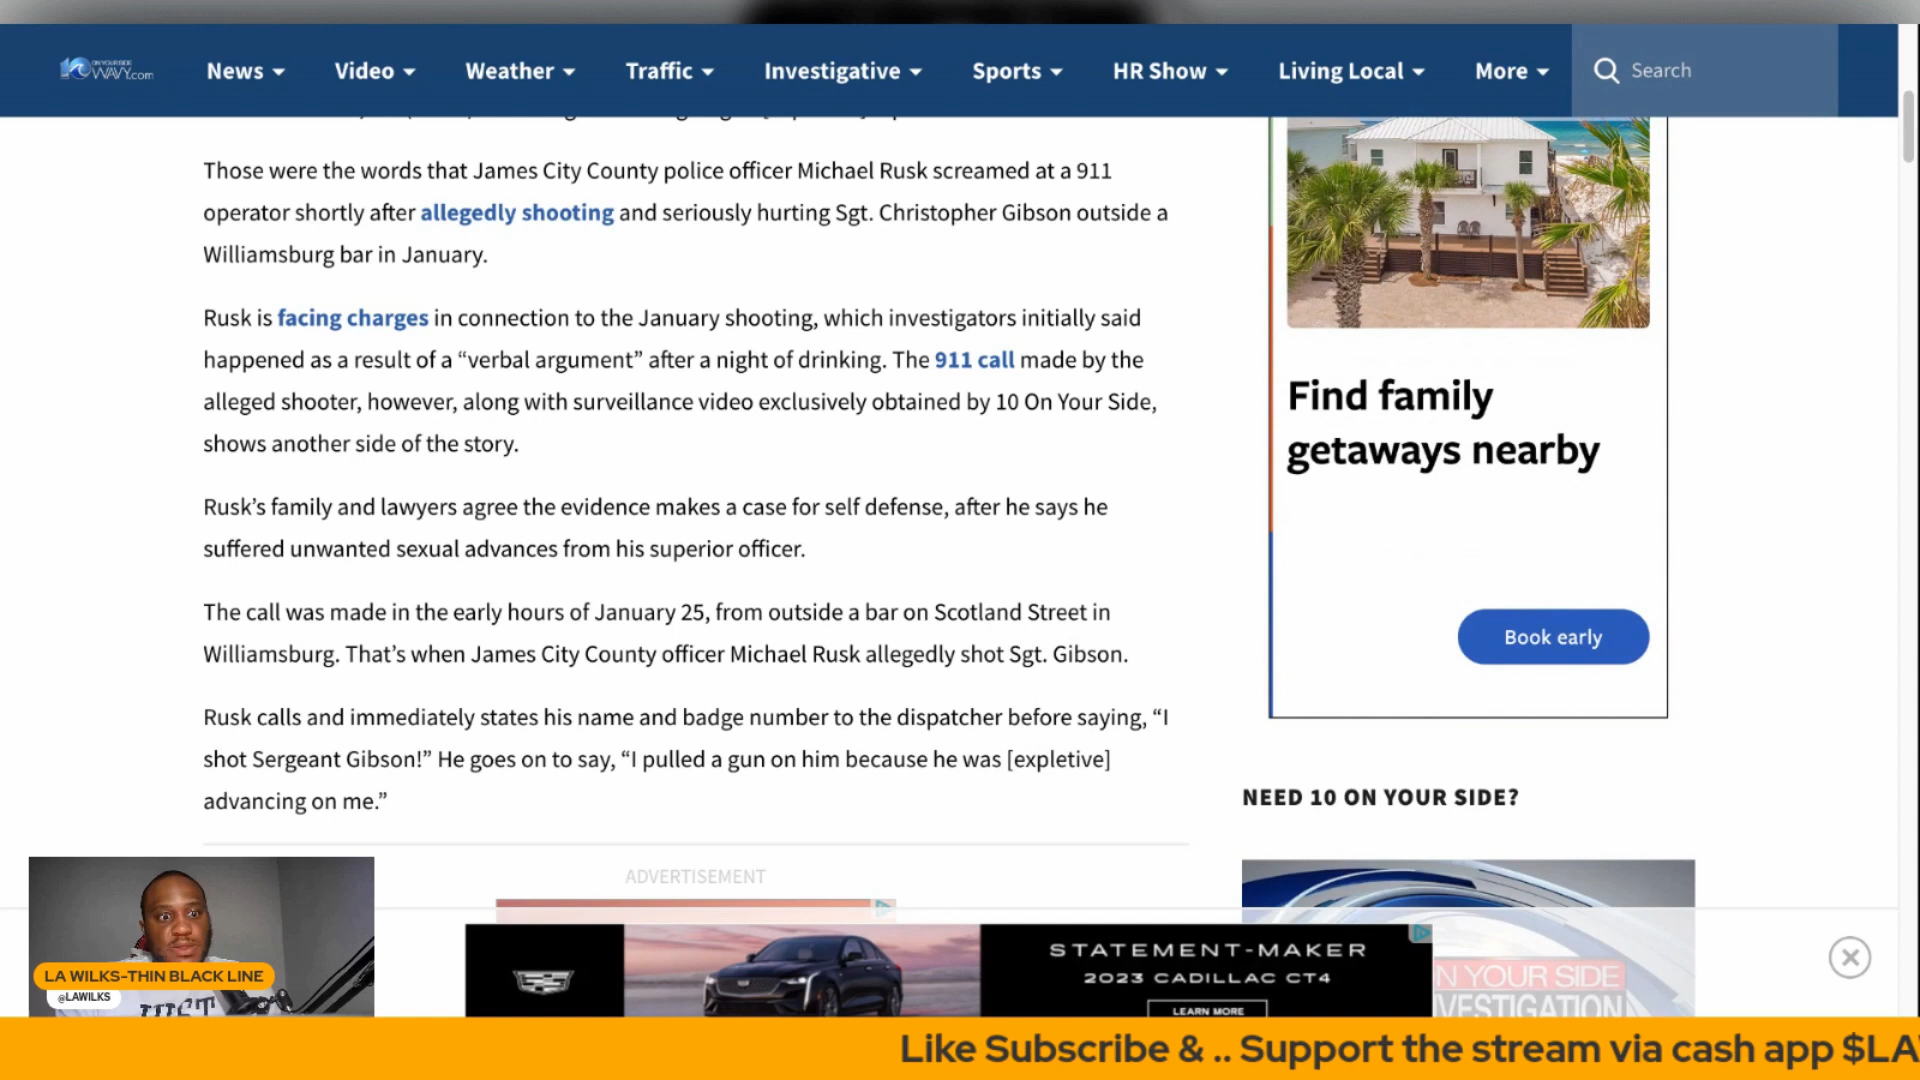 ON YOUR SIDE
10 WAVY.com
News
Video
Weather
Traffic
Investigative
Sports
HR Show
Living Local
More
Search
Those were the words that James City County police officer Michael Rusk screamed at a 911
operator shortly after allegedly shooting and seriously hurting Sgt. Christopher Gibson outside a
Williamsburg bar in January.
Rusk is facing charges in connection to the January shooting, which investigators initially said
happened as a result of a “verbal argument” after a night of drinking. The 911 call made by the
alleged shooter, however, along with surveillance video exclusively obtained by 10 On Your Side,
shows another side of the story.
Rusk’s family and lawyers agree the evidence makes a case for self defense, after he says he
suffered unwanted sexual advances from his superior officer.
The call was made in the early hours of January 25, from outside a bar on Scotland Street in
Williamsburg. That’s when James City County officer Michael Rusk allegedly shot Sgt. Gibson.
Rusk calls and immediately states his name and badge number to the dispatcher before saying, “I
shot Sergeant Gibson!” He goes on to say, “I pulled a gun on him because he was [expletive]
advancing on me.”
ADVERTISEMENT
Find family
getaways nearby
Book early
NEED 10 ON YOUR SIDE?
N YOUR SIDE
VESTIGATION
STATEMENT-MAKER
2023 CADILLAC CT4
LEARN MORE
LA WILKS-THIN BLACK LINE
@LAWILKS
Like Subscribe & .. Support the stream via cash app $LA